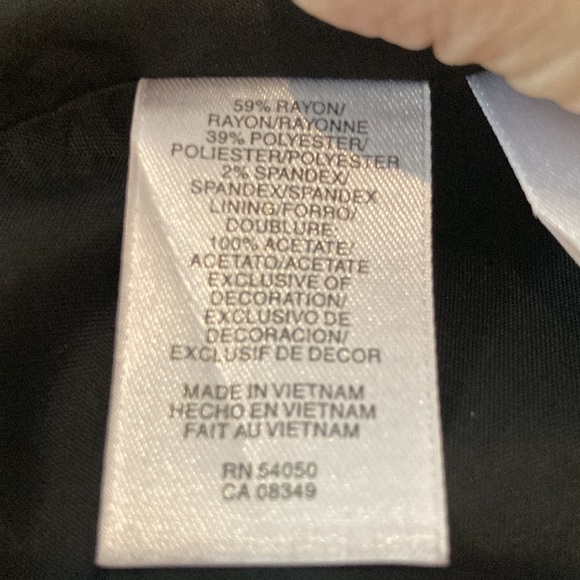 59% RAYON/
RAYON/RAYONNE
39% POLYESTER/
POLIESTER/POLYESTER
2% SPANDEX/
SPANDEX/SPANDEX
LINING/FORRO/
DOUBLURE:
100% ACETATE/
ACETATO/ACETATE
EXCLUSIVE OF
DECORATION/
EXCLUSIVO DE
DECORACION/
EXCLUSIF DE DECOR
MADE IN VIETNAM
HECHO EN VIETNAM
FAIT AU VIETNAM
RN 54050
CA 08349